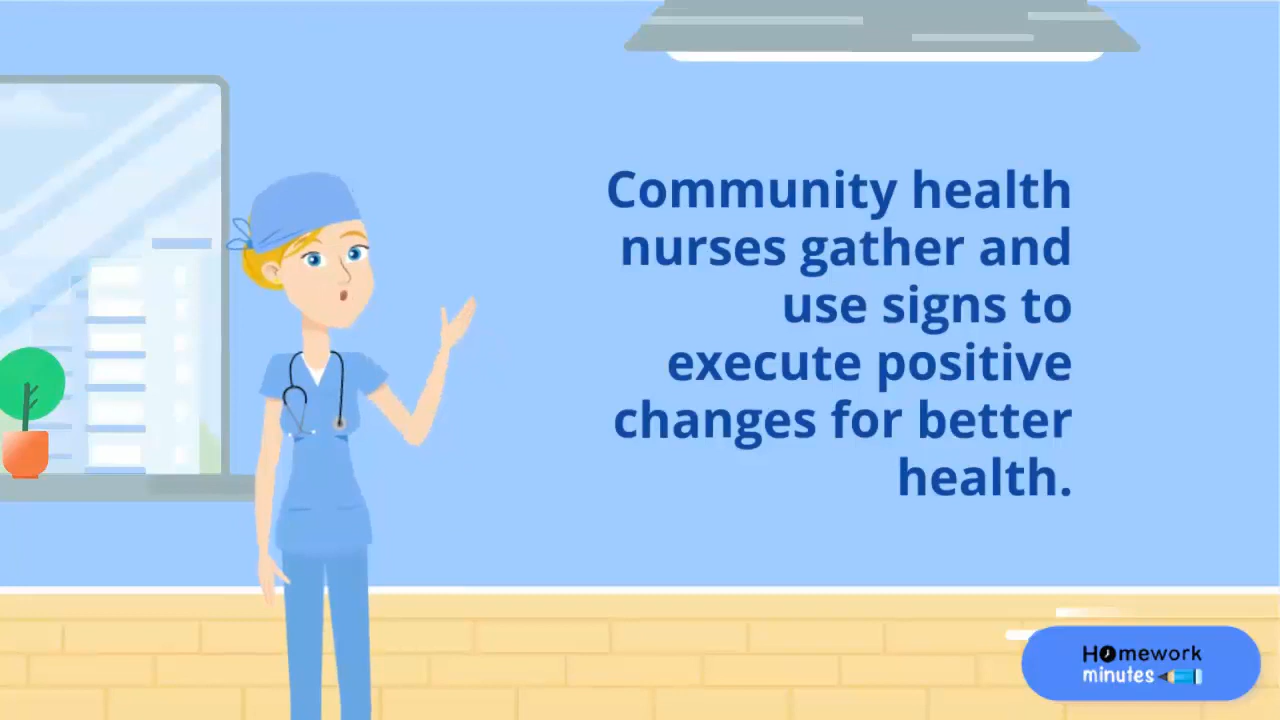 Community health
nurses gather and
use signs to
execute positive
changes for better
health.
Homework
minutes